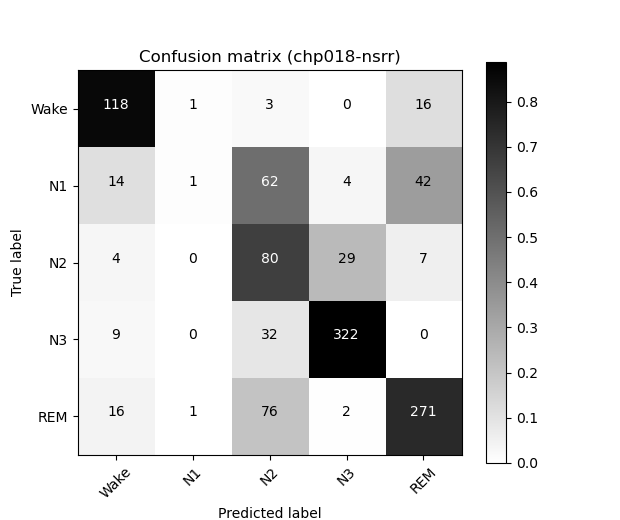 Confusion matrix (chp018-nsrr)
Wake 118 1 3 0 16
N1 14 1 62 4 42
N2 4 0 80 29 7
N3 9 0 32 322 0
REM 16 1 76 2 271
Wake N1 N2 N3 REM
True label
Predicted label
0.8
0.7
0.6
0.5
0.4
0.3
0.2
0.1
0.0